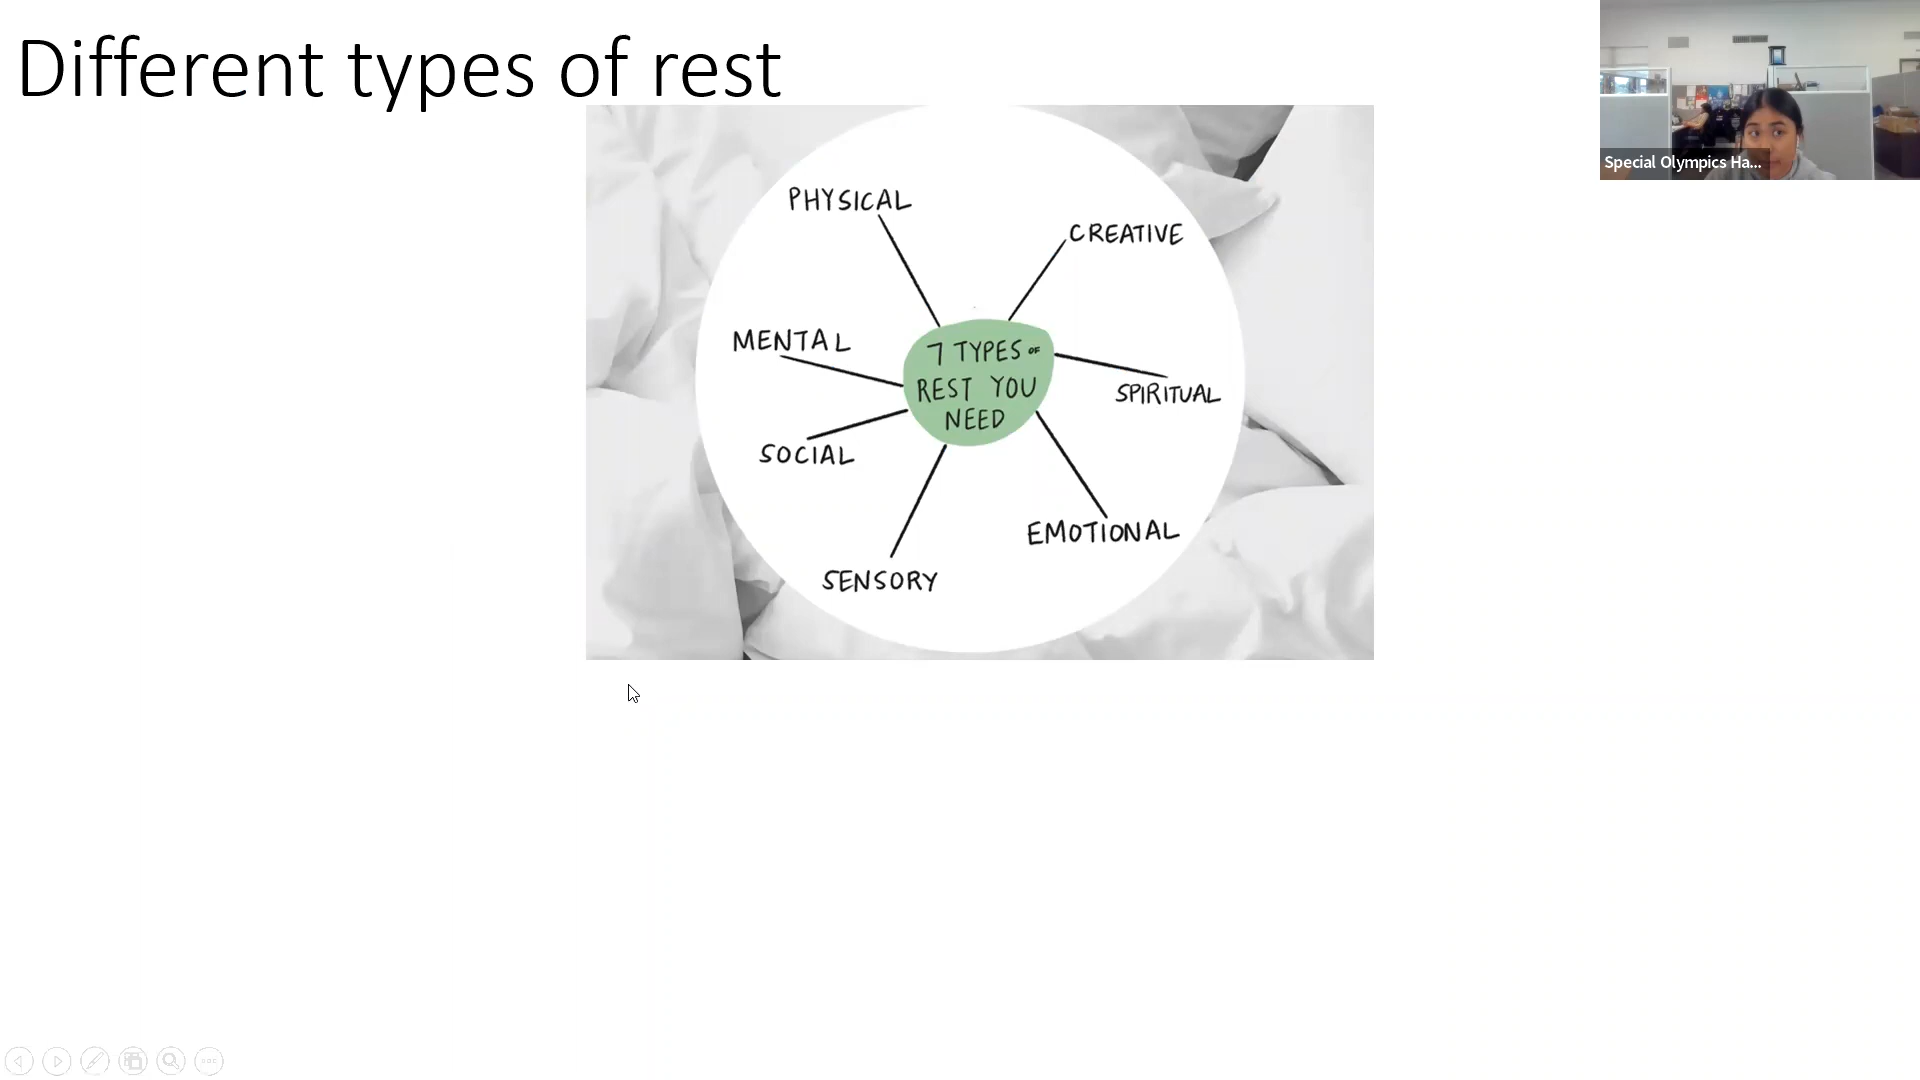 Different types of rest
Special Olympics Ha...
PHYSICAL
CREATIVE
MENTAL
7 TYPES OF
REST YOU
NEED
SPIRITUAL
SOCIAL
EMOTIONAL
SENSORY